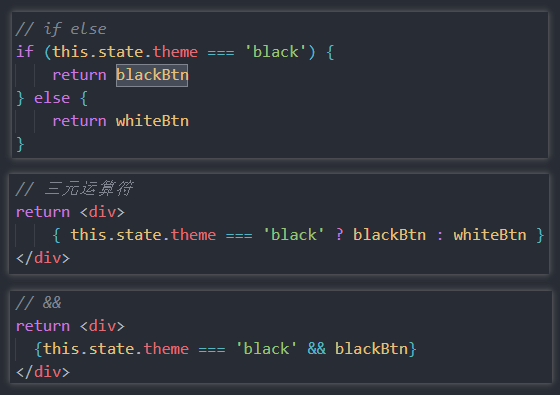 // if else
if (this.state.theme === 'black') {
    return blackBtn
} else {
    return whiteBtn
}
// 三元运算符
return <div>
    { this.state.theme === 'black' ? blackBtn : whiteBtn }
</div>
// &&
return <div>
  {this.state.theme === 'black' && blackBtn}
</div>